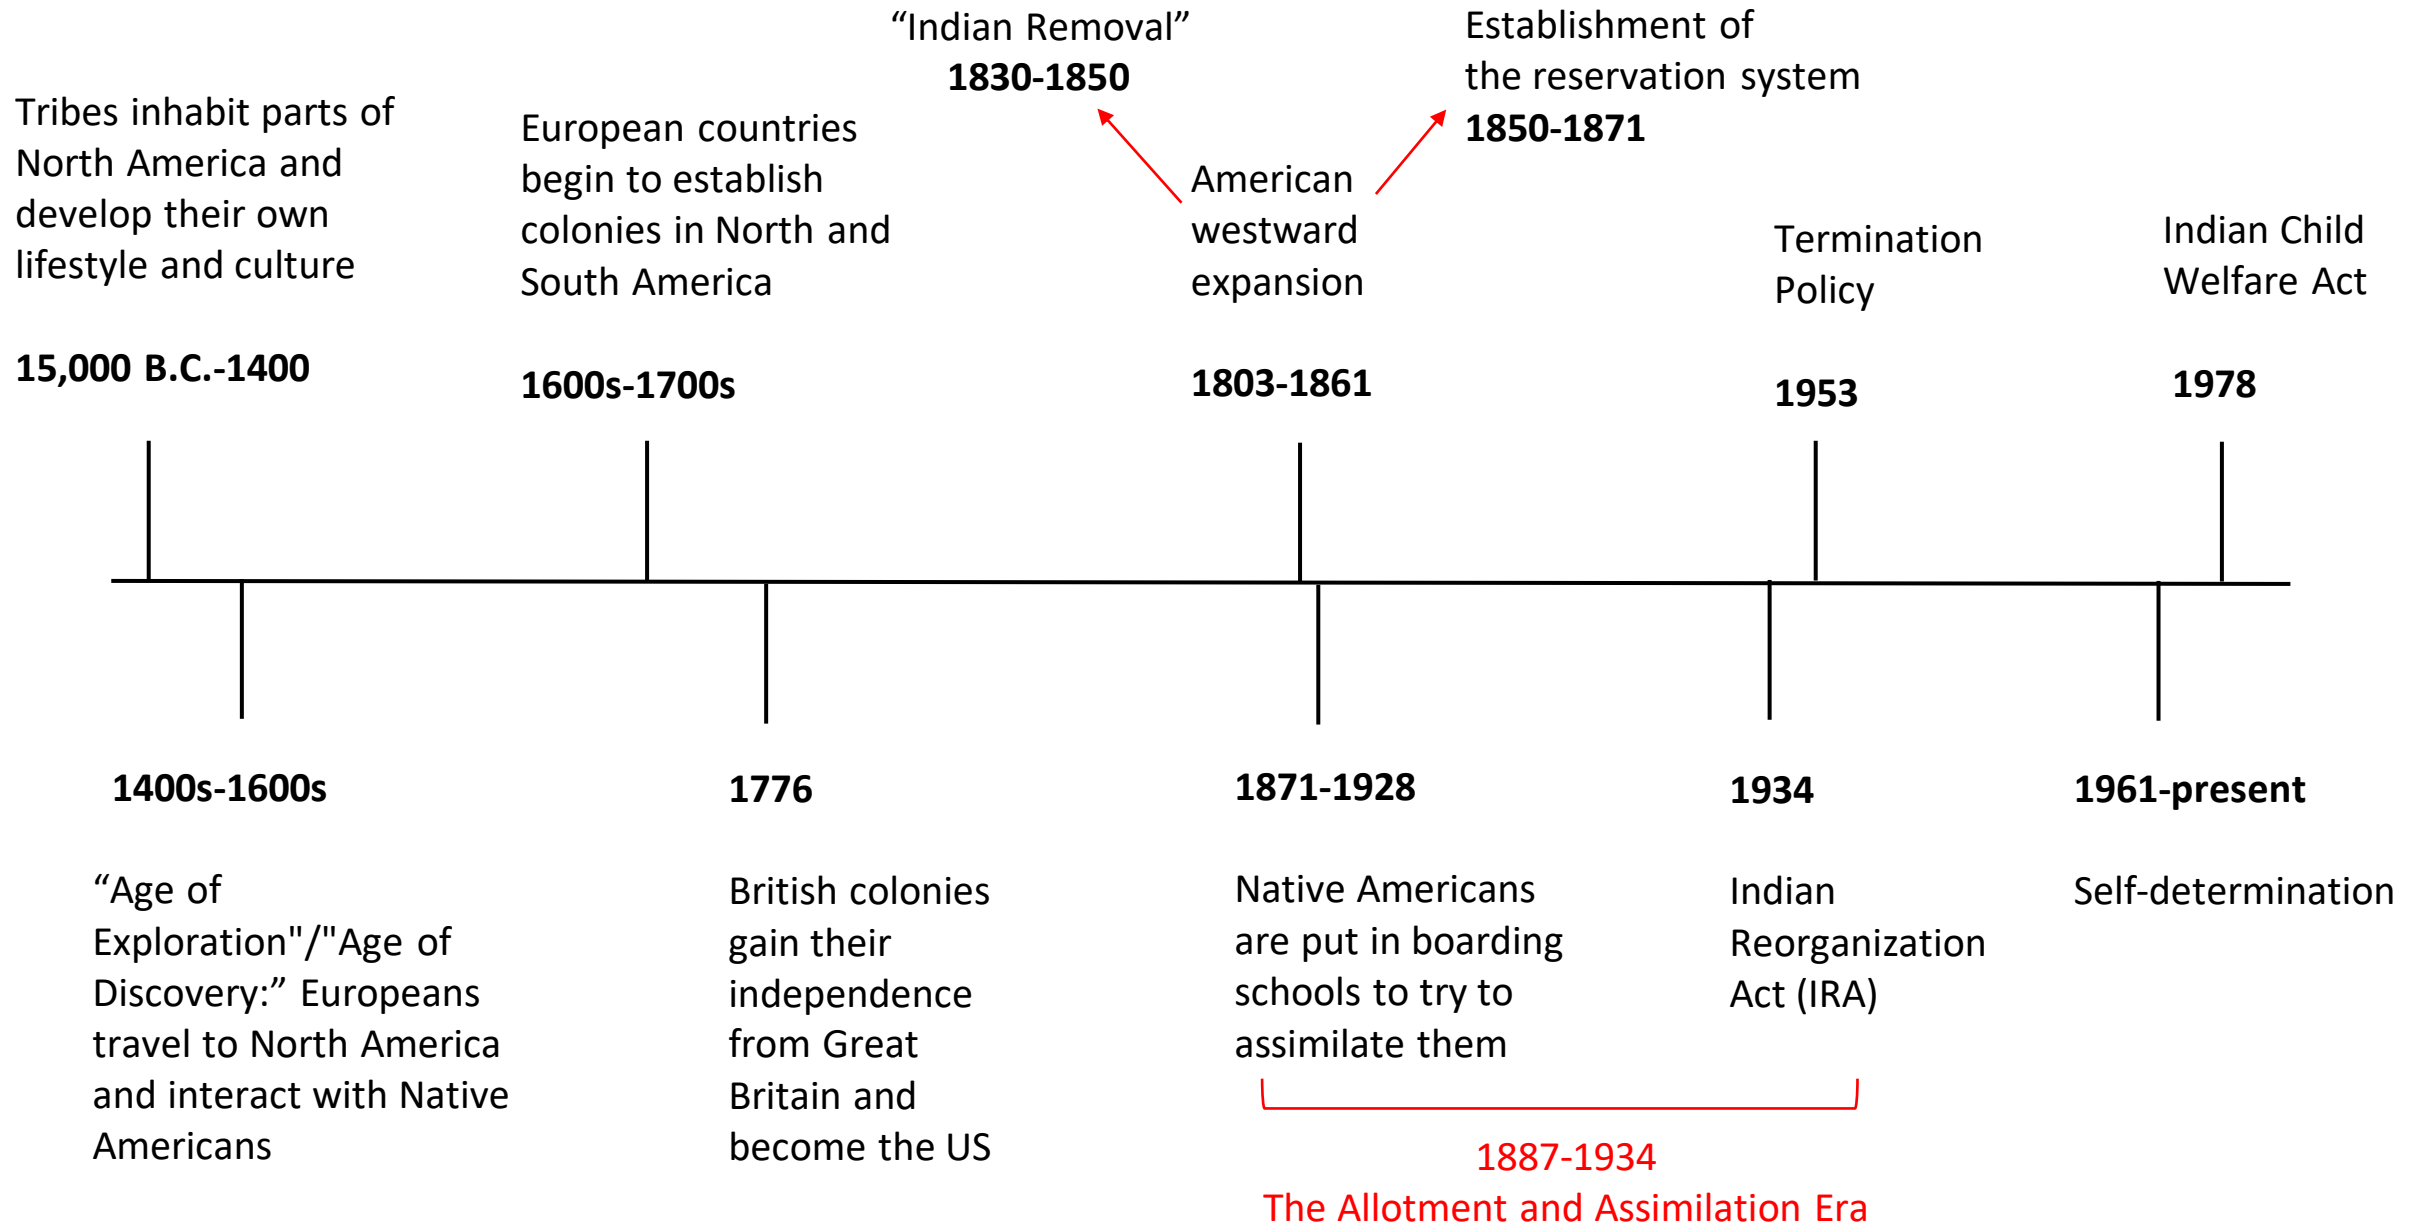 “Indian Removal”
1830-1850
Establishment of
the reservation system
1850-1871
Tribes inhabit parts of
North America and
develop their own
lifestyle and culture
15,000 B.C.-1400
European countries
begin to establish
colonies in North and
South America
1600s-1700s
American
westward
expansion
1803-1861
Termination
Policy
1953
Indian Child
Welfare Act
1978
1400s-1600s
“Age of
Exploration"/"Age of
Discovery:” Europeans
travel to North America
and interact with Native
Americans
1776
British colonies
gain their
independence
from Great
Britain and
become the US
1871-1928
Native Americans
are put in boarding
schools to try to
assimilate them
1934
Indian
Reorganization
Act (IRA)
1961-present
Self-determination
1887-1934
The Allotment and Assimilation Era